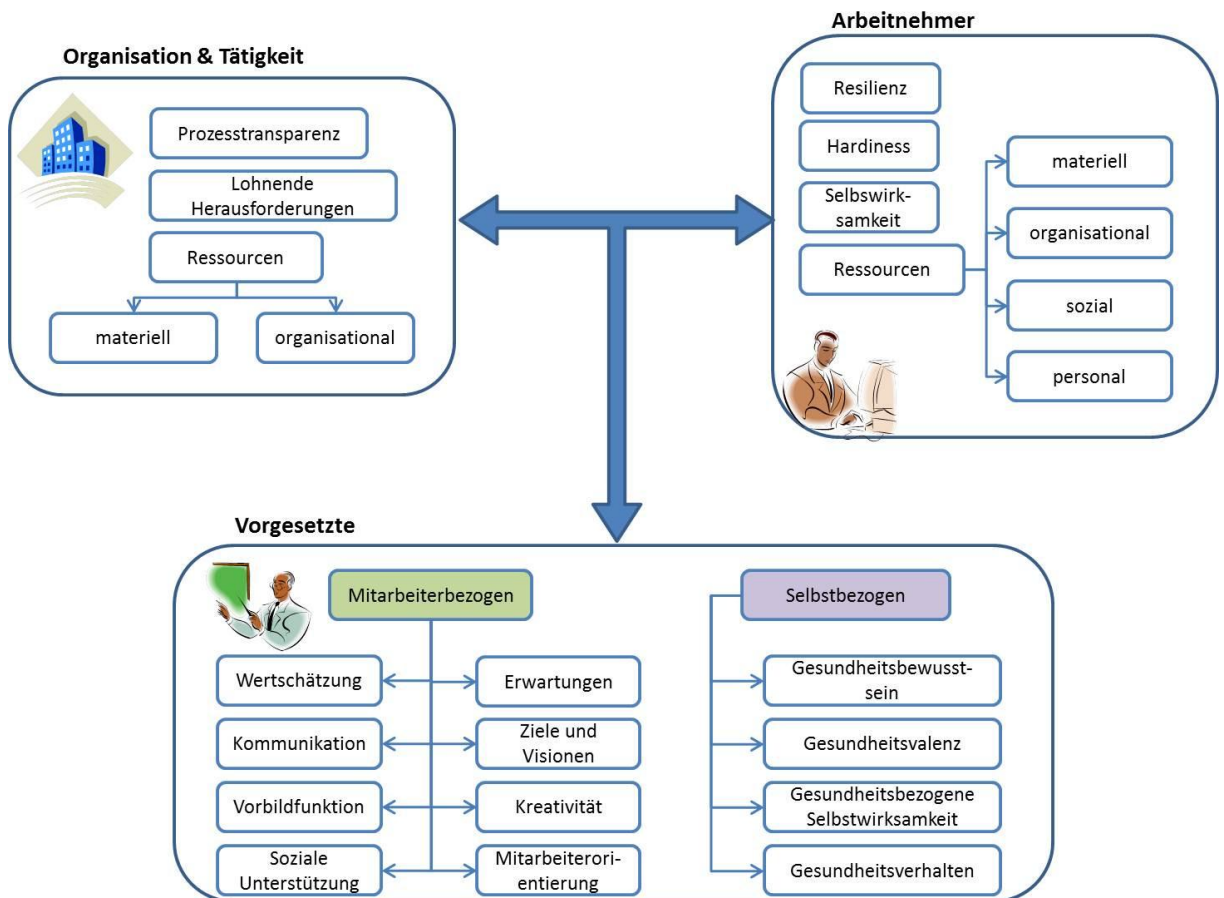 Organisation & Tätigkeit
Prozesstransparenz
Lohnende
Herausforderungen
Ressourcen
materiell
organisational
Arbeitnehmer
Resilienz
Hardiness
Selbswirk-
samkeit
Ressourcen
materiell
organisational
sozial
personal
Vorgesetzte
Mitarbeiterbezogen
Wertschätzung
Erwartungen
Kommunikation
Ziele und
Visionen
Vorbildfunktion
Kreativität
Soziale
Unterstützung
Mitarbeiterori-
entierung
Selbstbezogen
Gesundheitsbewusst-
sein
Gesundheitsvalenz
Gesundheitsbezogene
Selbstwirksamkeit
Gesundheitsverhalten